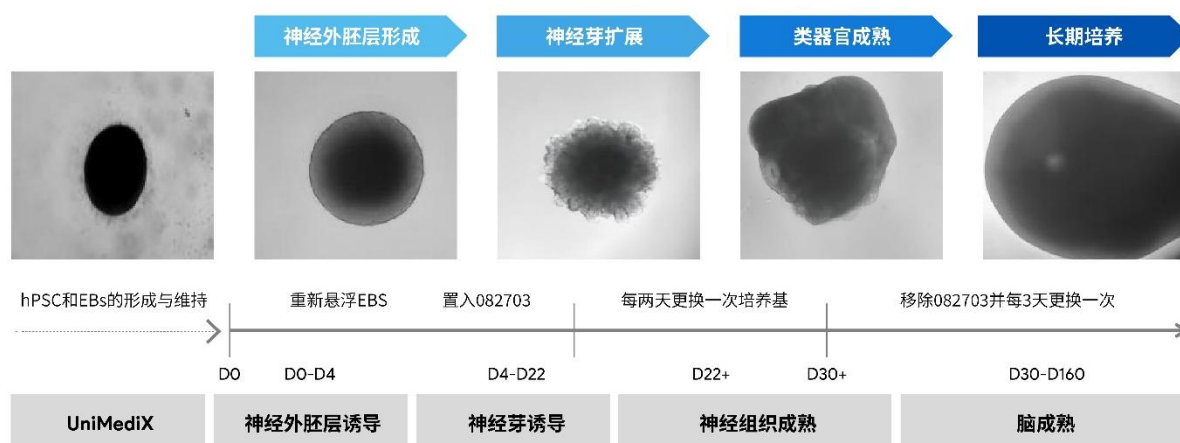 神经外胚层形成
神经芽扩展
类器官成熟
长期培养
hPSC和EBs的形成与维持
重新悬浮EBS
置入082703
每两天更换一次培养基
移除082703并每3天更换一次
D0
D0-D4
D4-D22
D22+
D30+
D30-D160
UniMediX
神经外胚层诱导
神经芽诱导
神经组织成熟
脑成熟